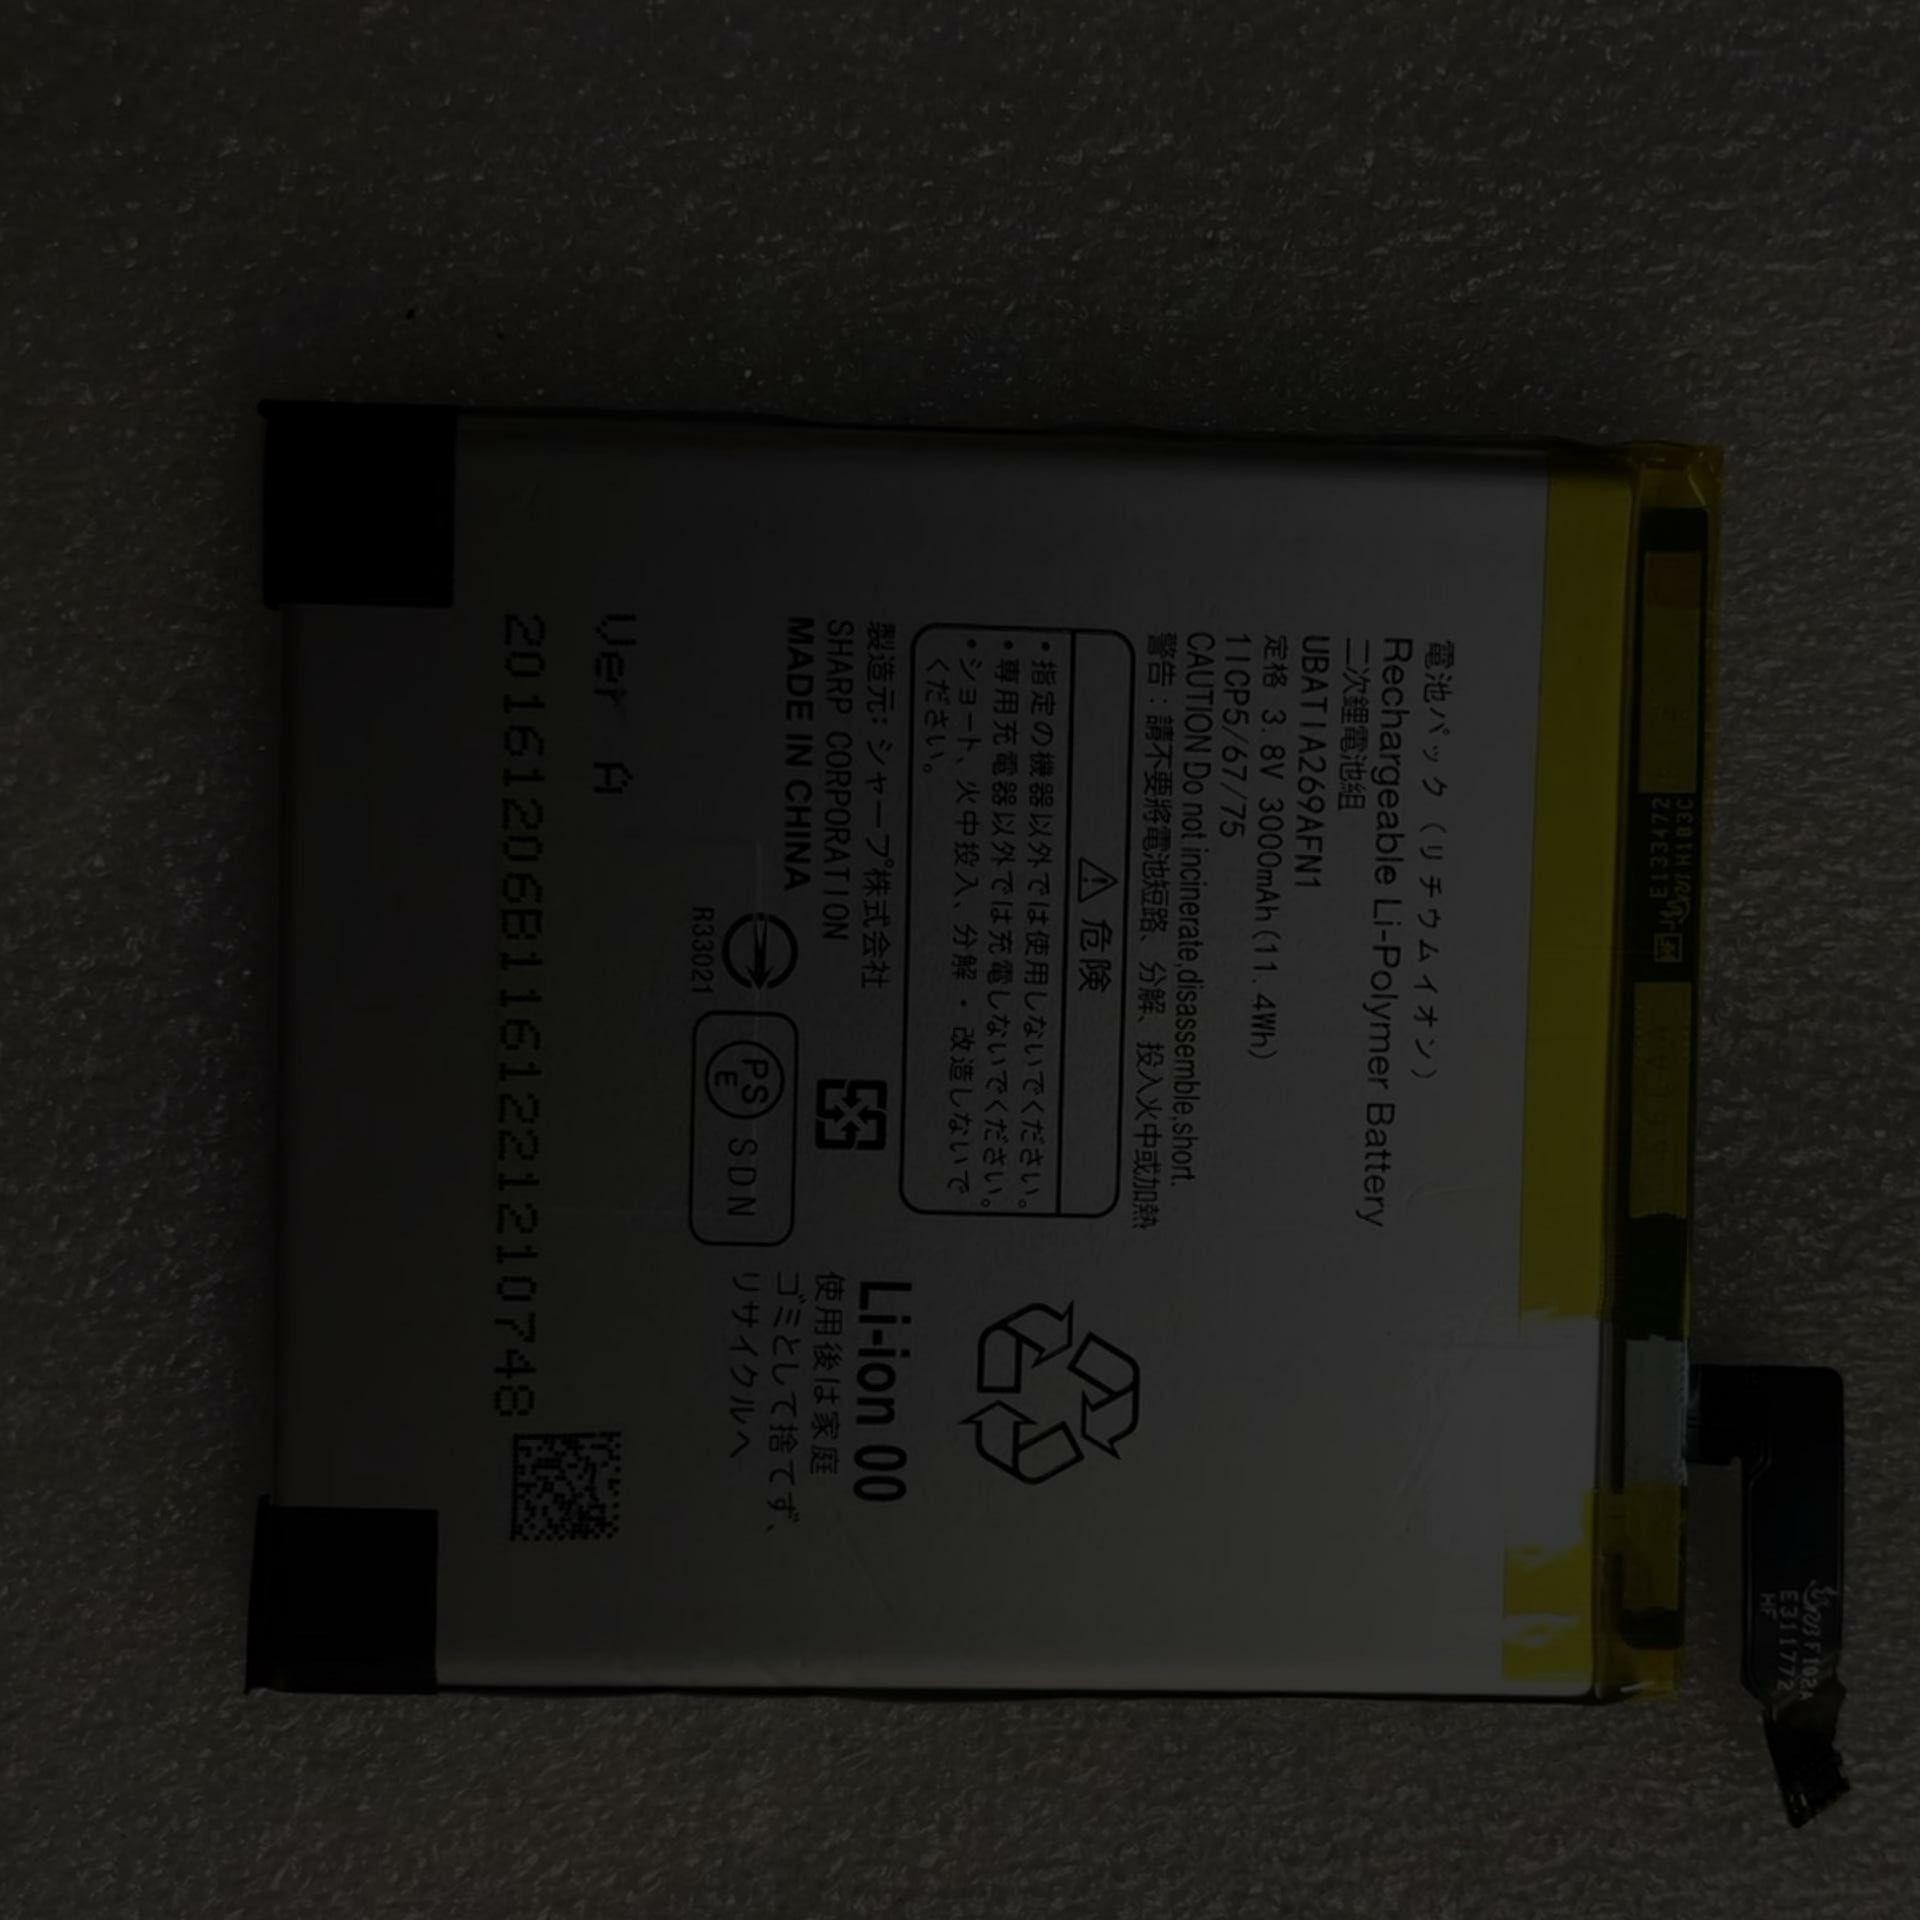 電池パック（リチウムイオン）
Rechargeable Li-Polymer Battery
二次鋰電池組
UBATIA269AFN1
定格 3.8V 3000mAh(11.4Wh)
1ICP5/67/75
CAUTION Do not incinerate,disassemble,short.
警告：請不要將電池短路、分解、投入火中或加熱
⚠ 危険
・指定の機器以外では使用しないでください。
・専用充電器以外では充電しないでください。
・ショート、火中投入、分解・改造しないで
ください。
製造元：シャープ株式会社
SHARP CORPORATION
MADE IN CHINA
R33021
PS
E
SDN
Li-ion 00
使用後は家庭
ゴミとして捨てず、
リサイクルへ
Ver A
20161206B1161221210748
E313472
F102A
E311772
HF